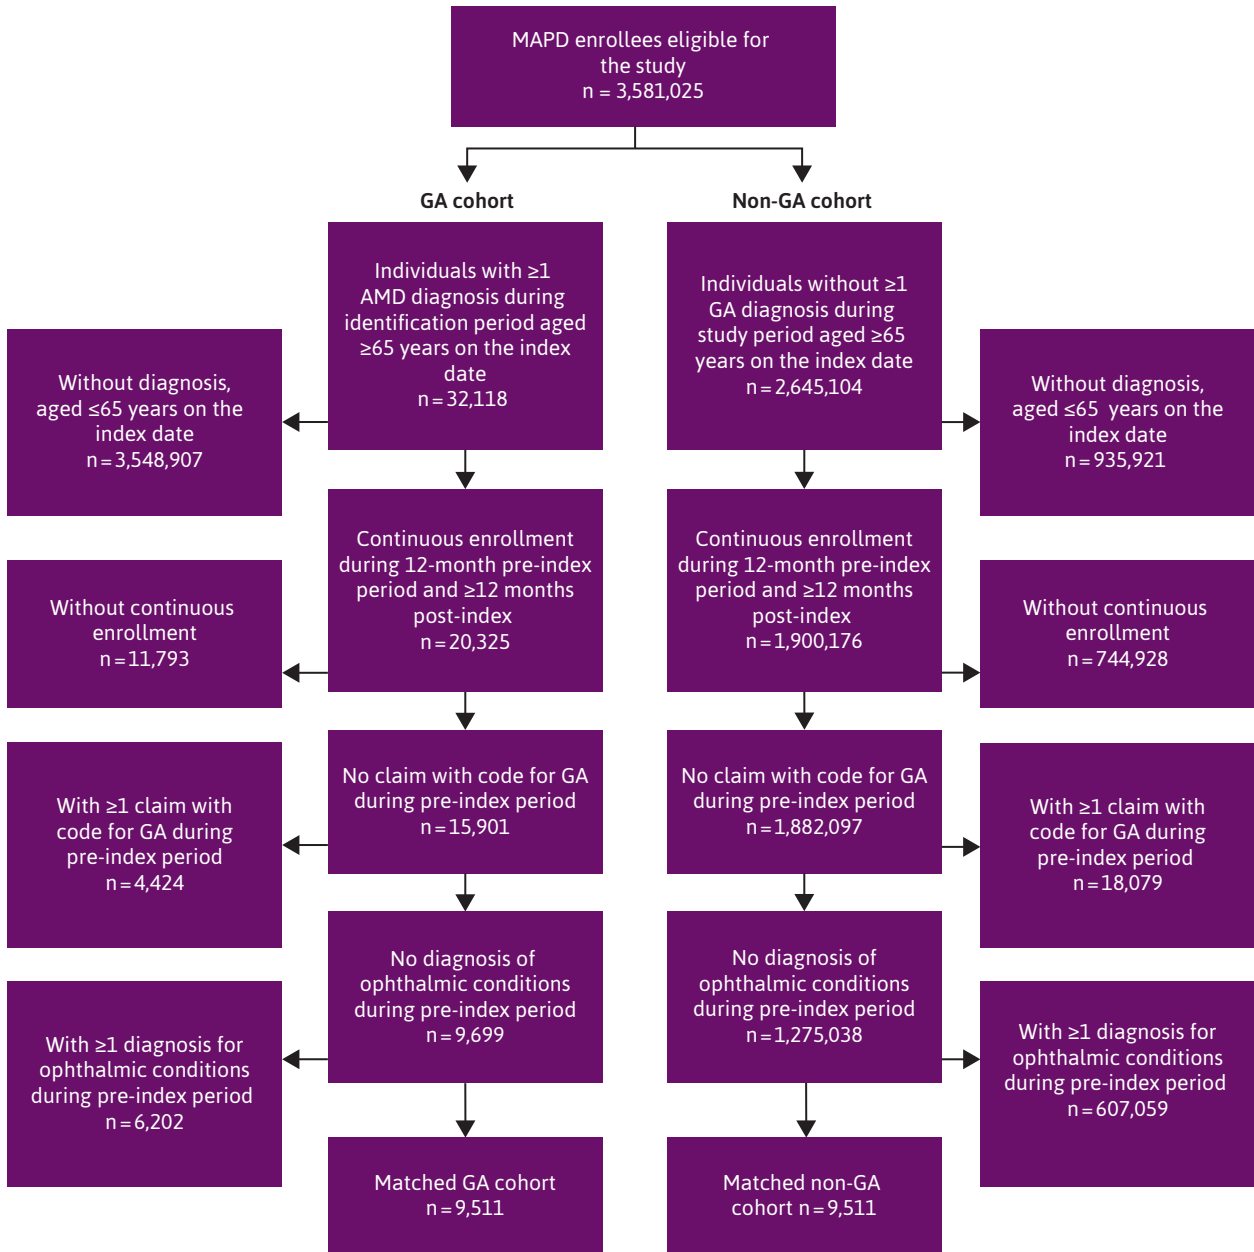 MAPD enrollees eligible for
the study
n = 3,581,025
GA cohort
Non-GA cohort
Individuals with ≥1
AMD diagnosis during
identification period aged
≥65 years on the index
date
n=32,118
Individuals without ≥1
GA diagnosis during
study period aged ≥65
years on the index date
n=2,645,104
Without diagnosis,
aged ≤65 years on the
index date
n=3,548,907
Without diagnosis,
aged ≤65 years on the
index date
n=935,921
Continuous enrollment
during 12-month pre-index
period and ≥12 months
post-index
n=20,325
Continuous enrollment
during 12-month pre-index
period and ≥12 months
post-index
n=1,900,176
Without continuous
enrollment
n=11,793
Without continuous
enrollment
n=744,928
No claim with code for GA
during pre-index period
n=15,901
No claim with code for GA
during pre-index period
n=1,882,097
With ≥1 claim with
code for GA during
pre-index period
n=4,424
With ≥1 claim with
code for GA during
pre-index period
n=18,079
No diagnosis of
ophthalmic conditions
during pre-index period
n=9,699
No diagnosis of
ophthalmic conditions
during pre-index period
n=1,275,038
With ≥1 diagnosis for
ophthalmic conditions
during pre-index period
n=6,202
With ≥1 diagnosis for
ophthalmic conditions
during pre-index period
n=607,059
Matched GA cohort
n=9,511
Matched non-GA
cohort n=9,511